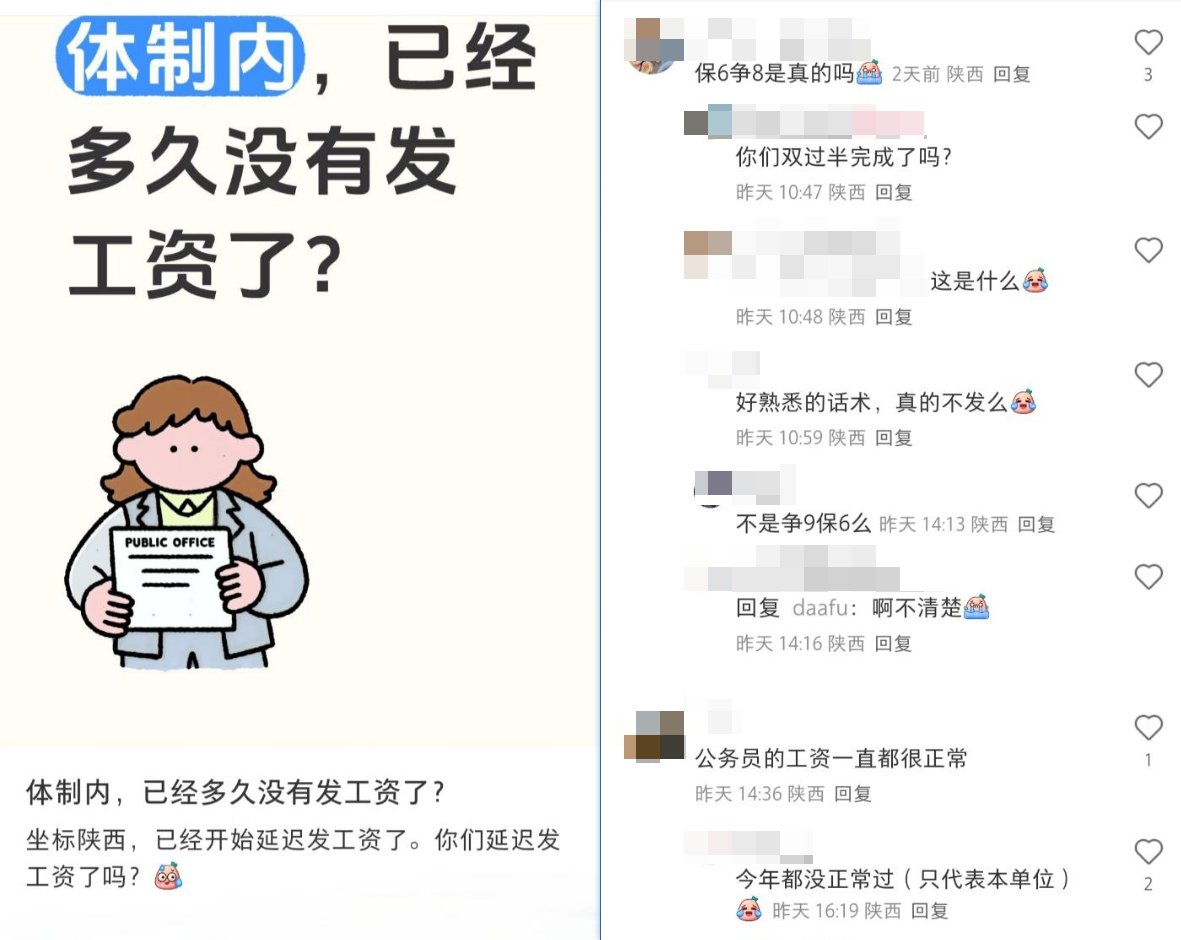 体制内，已经
多久没有发
工资了？
PUBLIC OFFICE
体制内，已经多久没有发工资了？
坐标陕西，已经开始延迟发工资了。你们延迟发
工资了吗？
保6争8是真的吗 2天前 陕西 回复
3
你们双过半完成了吗？
昨天 10:47 陕西 回复
这是什么
昨天 10:48 陕西 回复
好熟悉的话术，真的不发么
昨天 10:59 陕西 回复
不是争9保6么 昨天 14:13 陕西 回复
回复 daafu：啊不清楚
昨天 14:16 陕西 回复
公务员的工资一直都很正常
1
昨天 14:36 陕西 回复
今年都没正常过（只代表本单位）
2
昨天 16:19 陕西 回复